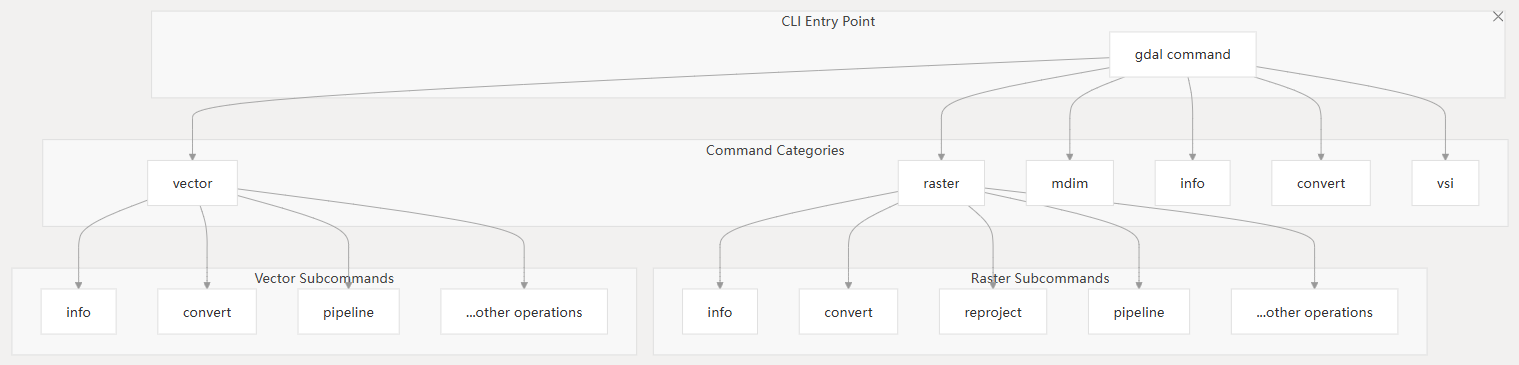 CLI Entry Point
gdal command
Command Categories
vector
raster
mdim
info
convert
vsi
Vector Subcommands
info
convert
pipeline
...other operations
Raster Subcommands
info
convert
reproject
pipeline
...other operations